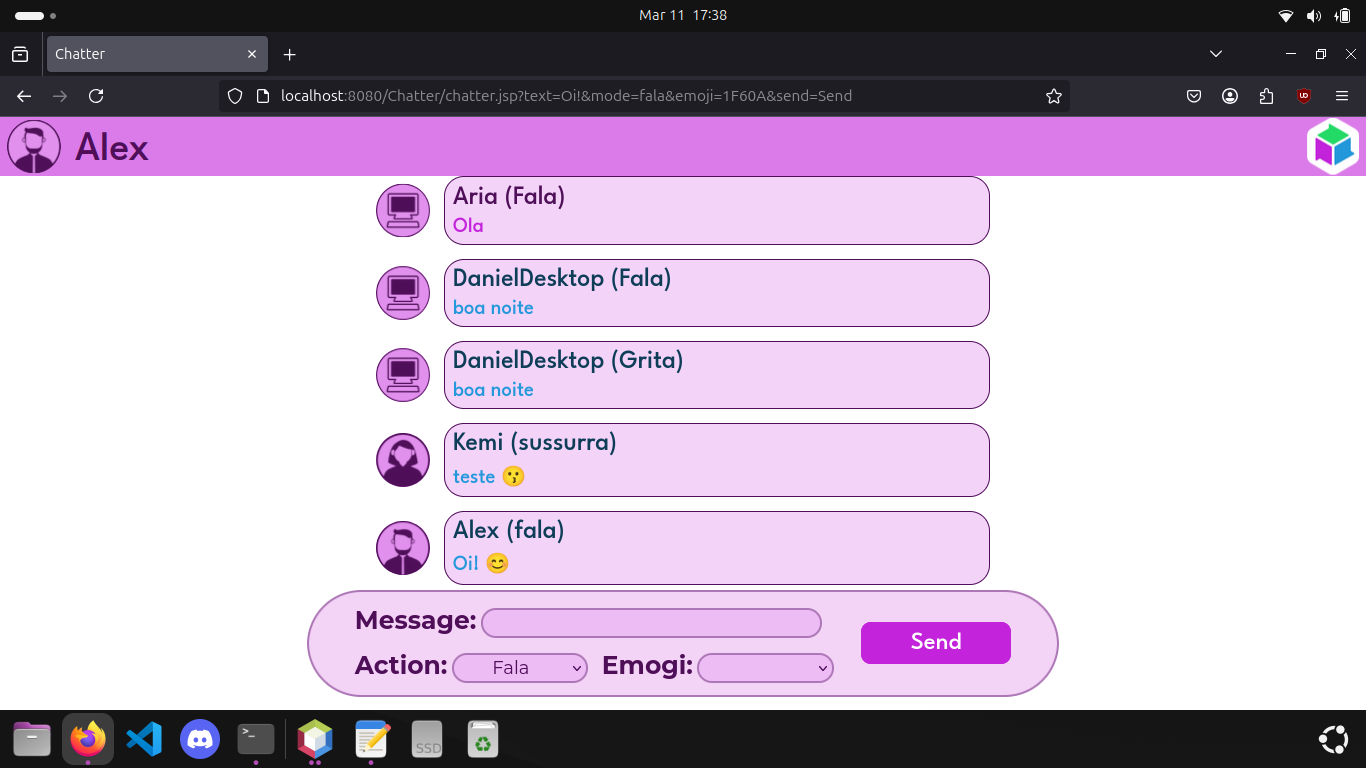 Mar 11 17:38
Chatter
localhost:8080/Chatter/chatter.jsp?text=Oi!&mode=fala&emoji=1F60A&send=Send
Alex
Aria (Fala)
Ola
DanielDesktop (Fala)
boa noite
DanielDesktop (Grita)
boa noite
Kemi (sussurra)
teste 😗
Alex (fala)
Oi! 😊
Message:
Send
Action: Fala Emogi:
SSD